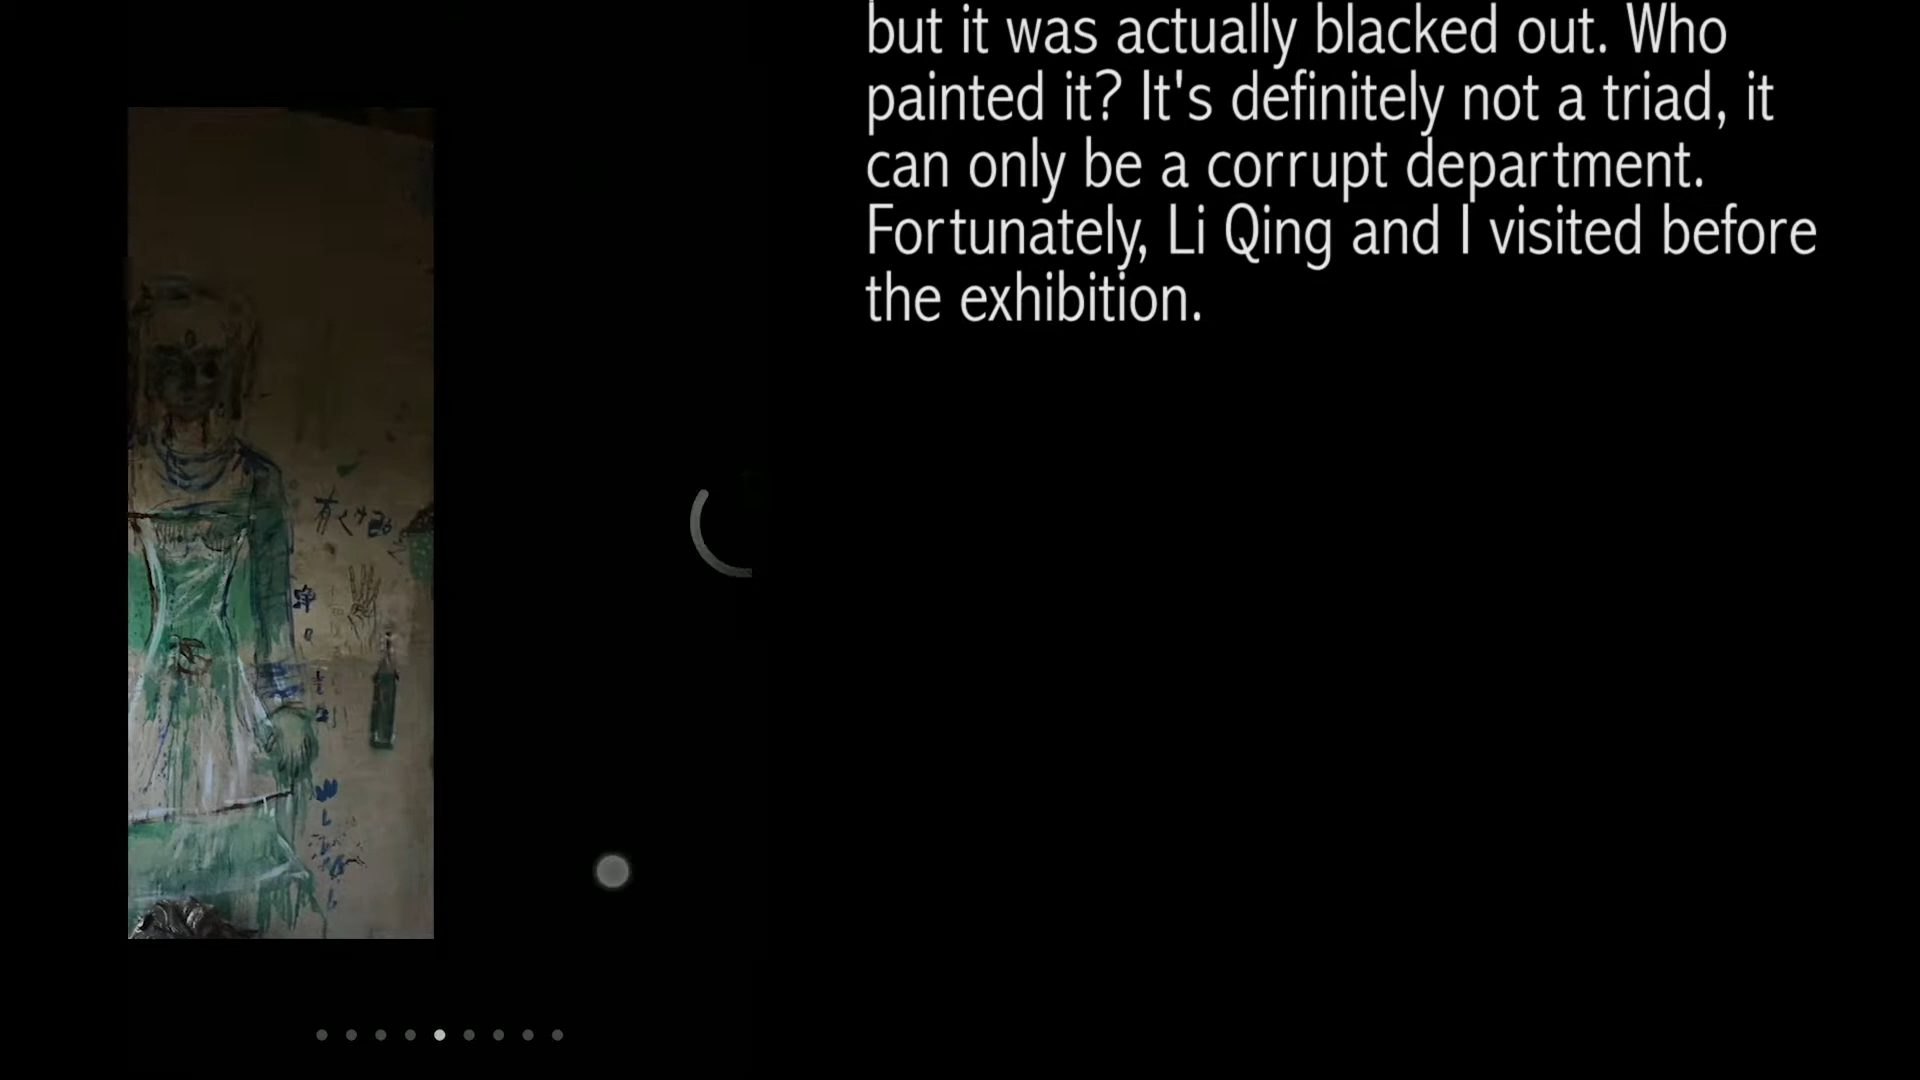 but it was actually blacked out. Who
painted it? It's definitely not a triad, it
can only be a corrupt department.
Fortunately, Li Qing and I visited before
the exhibition.